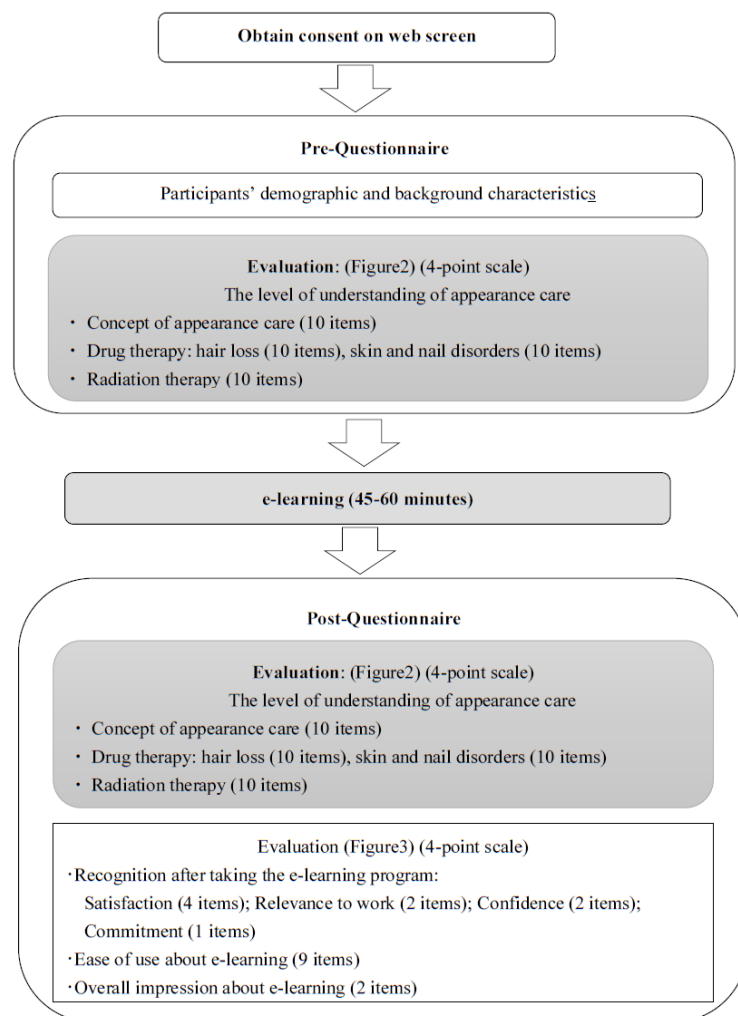 Obtain consent on web screen
Pre-Questionnaire
Participants' demographic and background characteristics
Evaluation: (Figure2) (4-point scale)
The level of understanding of appearance care
・ Concept of appearance care (10 items)
・ Drug therapy: hair loss (10 items), skin and nail disorders (10 items)
・ Radiation therapy (10 items)
e-learning (45-60 minutes)
Post-Questionnaire
Evaluation: (Figure2) (4-point scale)
The level of understanding of appearance care
・ Concept of appearance care (10 items)
・ Drug therapy: hair loss (10 items), skin and nail disorders (10 items)
・ Radiation therapy (10 items)
Evaluation (Figure3) (4-point scale)
・Recognition after taking the e-learning program:
Satisfaction (4 items); Relevance to work (2 items); Confidence (2 items);
Commitment (1 items)
・Ease of use about e-learning (9 items)
・Overall impression about e-learning (2 items)